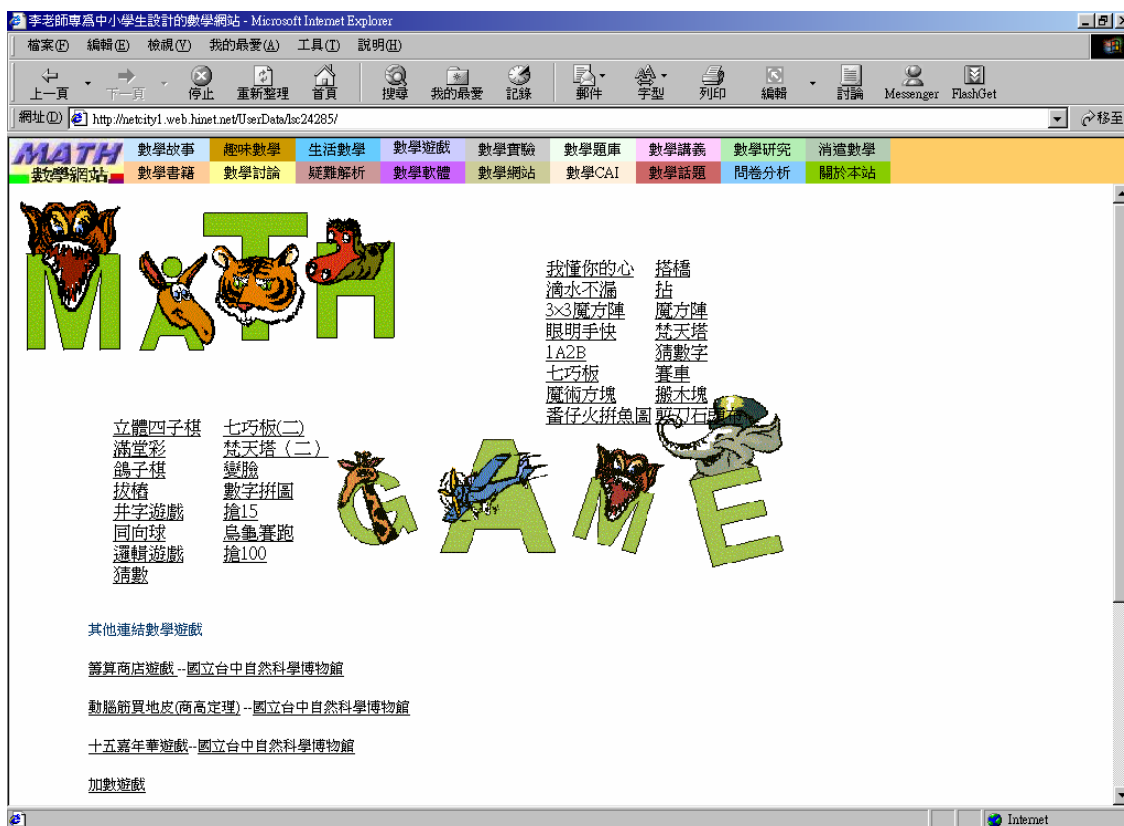 李老師專為中小學生設計的數學網站 - Microsoft Internet Explorer
檔案(F) 編輯(E) 檢視(V) 我的最愛(A) 工具(T) 說明(H)
上一頁 下一頁 停止 重新整理 首頁 搜尋 我的最愛 記錄 郵件 字型 列印 編輯 討論 Messenger FlashGet
網址(D) http://netcity1.web.hinet.net/UserData/lsc24285/ 移至
MATH 數學故事 趣味數學 生活數學 數學遊戲 數學實驗 數學題庫 數學講義 數學研究 消遣數學
數學網站 數學書籍 數學討論 疑難解析 數學軟體 數學網站 數學CAI 數學話題 問卷分析 關於本站
MATH
我懂你的心 搭橋
滴水不漏 拈
3×3魔方陣 魔方陣
眼明手快 梵天塔
1A2B 猜數字
七巧板 賽車
魔術方塊 搬木塊
番仔火拼魚圖 剪刀石頭布
立體四子棋 七巧板(二)
滿堂彩 梵天塔（二）
鴿子棋 變臉
拔樁 數字拼圖
井字遊戲 搶15
同向球 烏龜賽跑
邏輯遊戲 搶100
猜數
GAME
其他連結數學遊戲
籌算商店遊戲 --國立台中自然科學博物館
動腦筋買地皮(商高定理) --國立台中自然科學博物館
十五嘉年華遊戲--國立台中自然科學博物館
加數遊戲
Internet